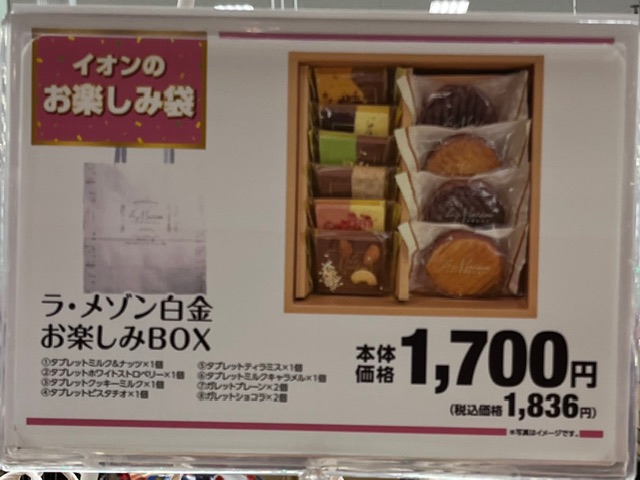 イオンの
お楽しみ袋
La Maison
ラ・メゾン白金
お楽しみBOX
①タブレットミルク&ナッツ×1個
②タブレットホワイトストロベリー×1個
③タブレットクッキーミルク×1個
④タブレットピスタチオ×1個
⑤タブレットティラミス×1個
⑥タブレットミルクキャラメル×1個
⑦ガレットプレーン×2個
⑧ガレットショコラ×2個
本体
価格
1,700円
(税込価格1,836円)
※写真はイメージです。